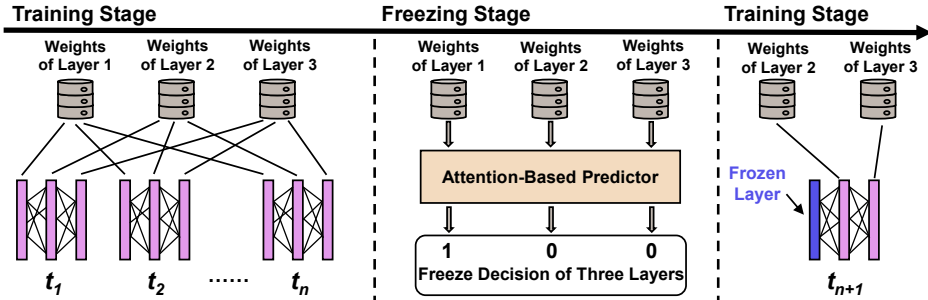 Training Stage
Freezing Stage
Training Stage
Weights of Layer 1
Weights of Layer 2
Weights of Layer 3
t1
t2
......
tn
Weights of Layer 1
Weights of Layer 2
Weights of Layer 3
Attention-Based Predictor
1 0 0
Freeze Decision of Three Layers
Weights of Layer 2
Weights of Layer 3
Frozen
Layer
tn+1